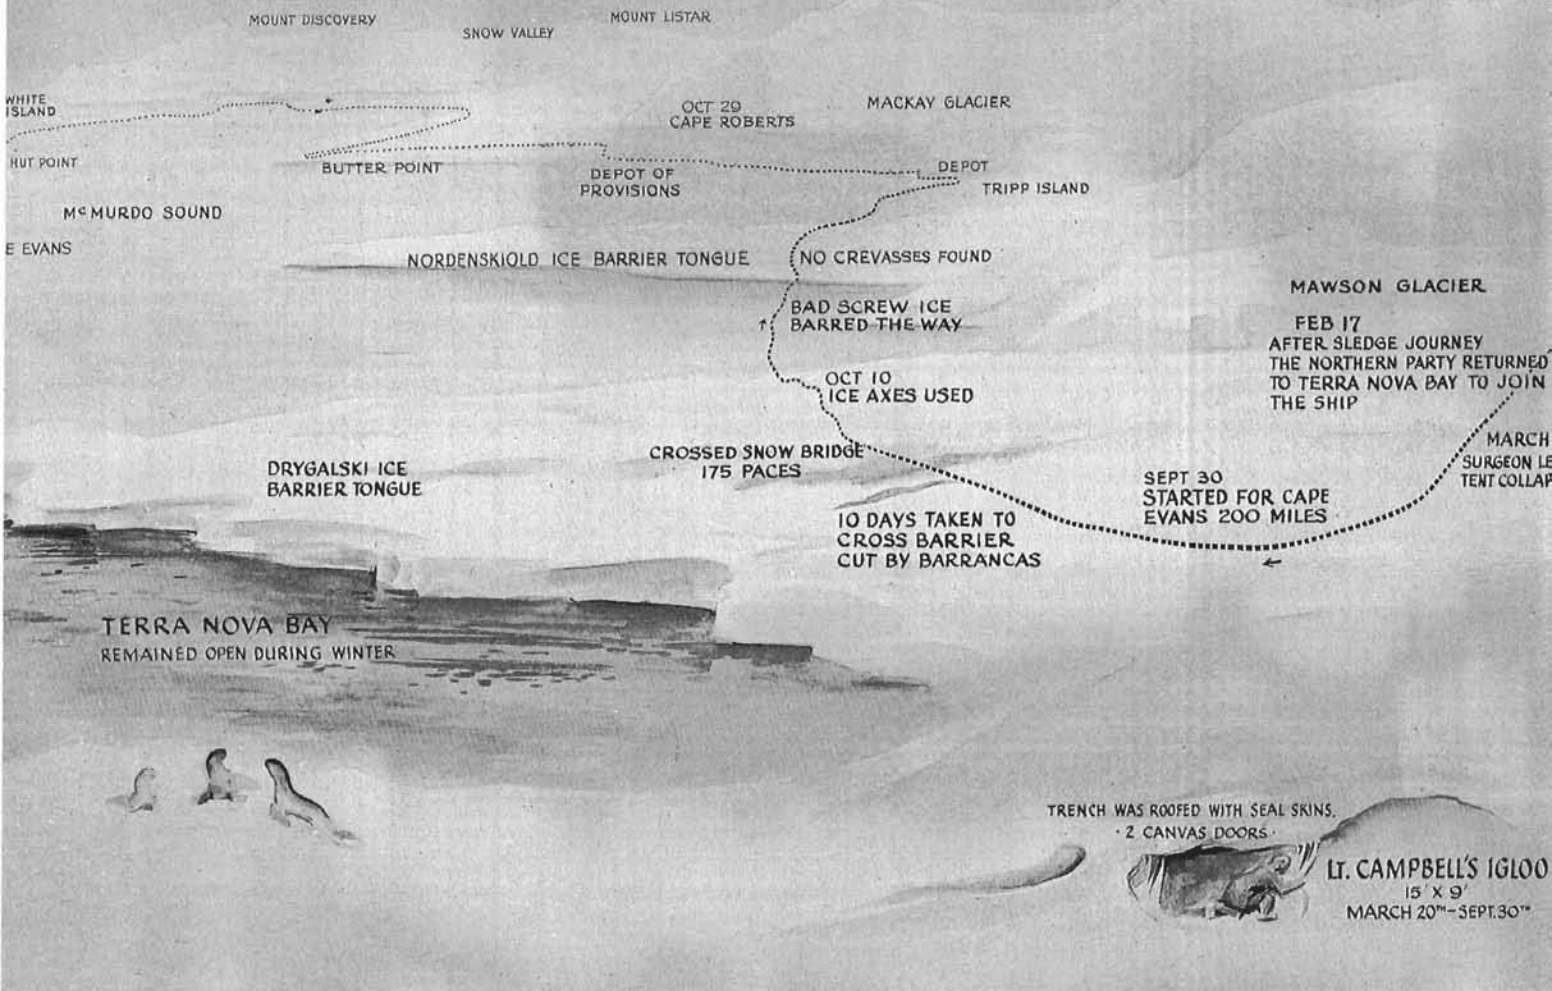 MOUNT DISCOVERY
SNOW VALLEY
MOUNT LISTAR
WHITE
ISLAND
OCT 29
CAPE ROBERTS
MACKAY GLACIER
HUT POINT
BUTTER POINT
DEPOT OF
PROVISIONS
DEPOT
TRIPP ISLAND
McMURDO SOUND
E EVANS
NORDENSKIOLD ICE BARRIER TONGUE
NO CREVASSES FOUND
BAD SCREW ICE
BARRED THE WAY
MAWSON GLACIER
FEB 17
AFTER SLEDGE JOURNEY
THE NORTHERN PARTY RETURNED
TO TERRA NOVA BAY TO JOIN
THE SHIP
OCT 10
ICE AXES USED
CROSSED SNOW BRIDGE
175 PACES
MARCH
SURGEON LE
TENT COLLAP
DRYGALSKI ICE
BARRIER TONGUE
SEPT 30
STARTED FOR CAPE
EVANS 200 MILES
10 DAYS TAKEN TO
CROSS BARRIER
CUT BY BARRANCAS
TERRA NOVA BAY
REMAINED OPEN DURING WINTER
TRENCH WAS ROOFED WITH SEAL SKINS.
· 2 CANVAS DOORS ·
LT. CAMPBELL'S IGLOO
15' X 9'
MARCH 20TH - SEPT. 30TH